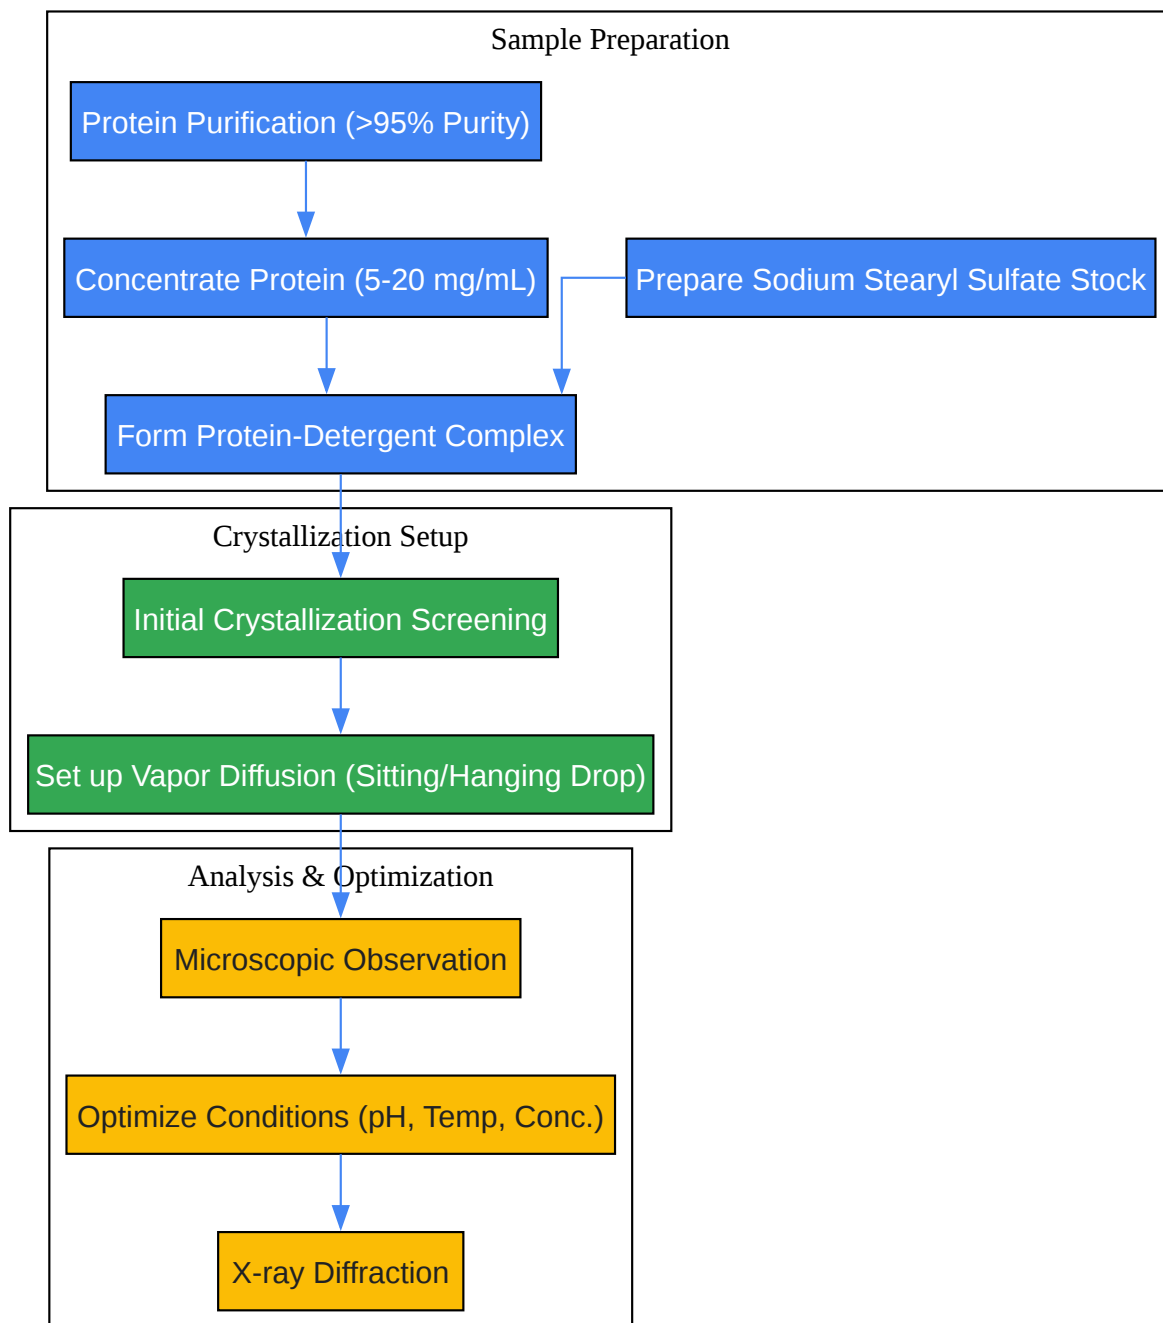 Sample Preparation
Protein Purification (>95% Purity)
Concentrate Protein (5-20 mg/mL)
Prepare Sodium Stearyl Sulfate Stock
Form Protein-Detergent Complex
Crystallization Setup
Initial Crystallization Screening
Set up Vapor Diffusion (Sitting/Hanging Drop)
Analysis & Optimization
Microscopic Observation
Optimize Conditions (pH, Temp, Conc.)
X-ray Diffraction